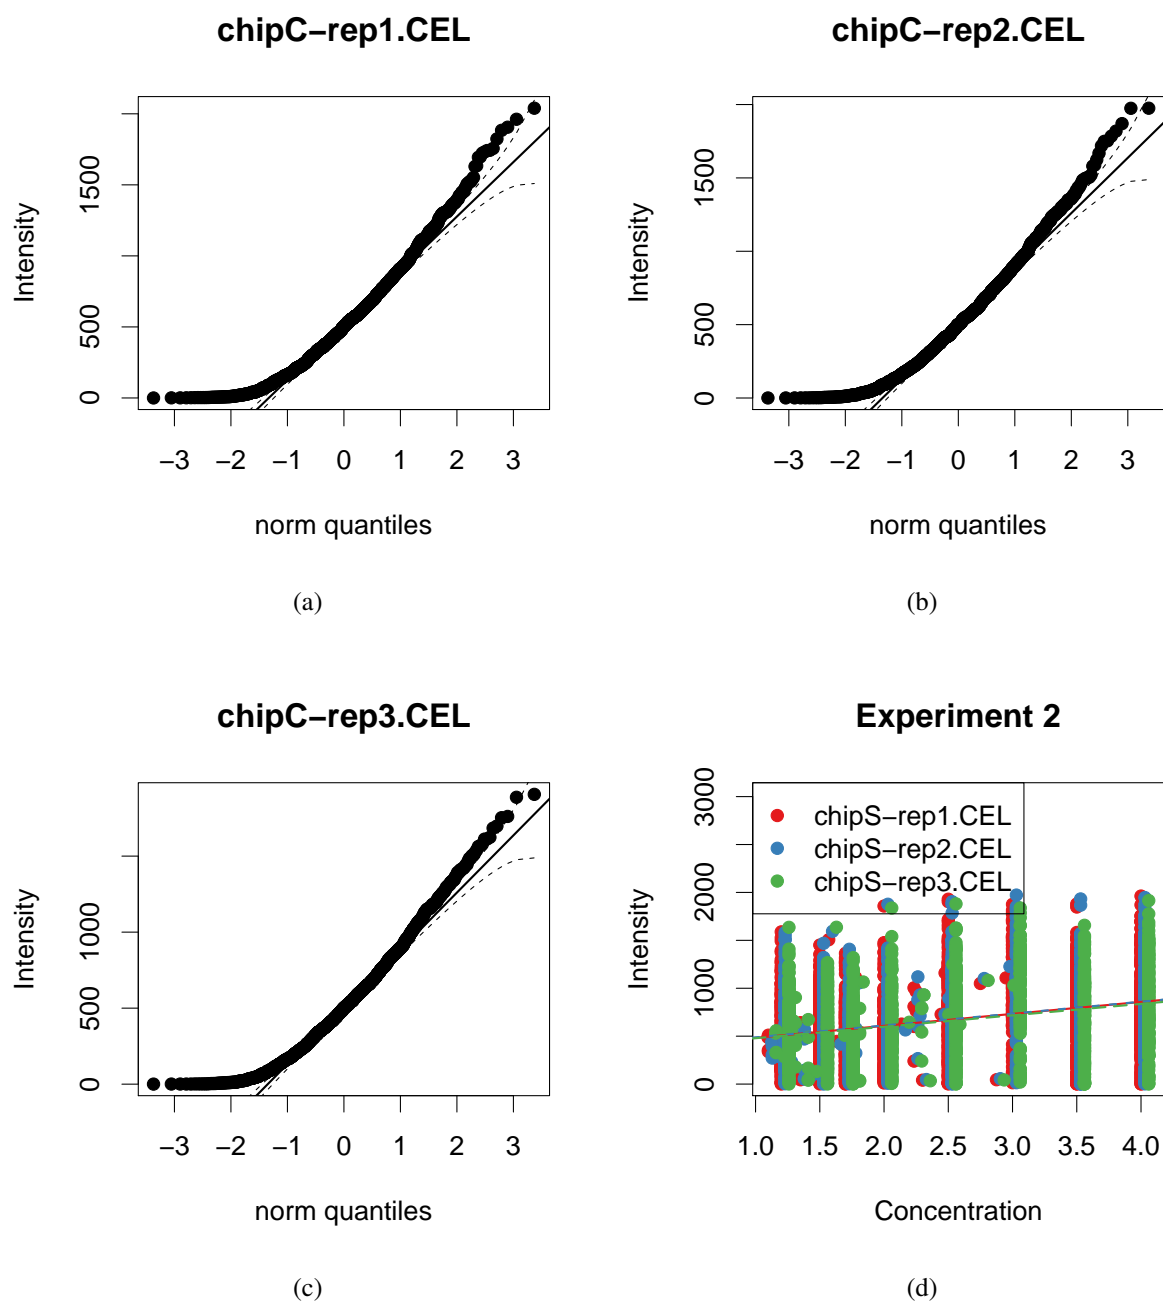 chipC−rep1.CEL
Intensity
1500
500
0
−3 −2 −1 0 1 2 3
norm quantiles
(a)
chipC−rep2.CEL
Intensity
1500
500
0
−3 −2 −1 0 1 2 3
norm quantiles
(b)
chipC−rep3.CEL
Intensity
1000
500
0
−3 −2 −1 0 1 2 3
norm quantiles
(c)
Experiment 2
Intensity
3000
2000
1000
0
chipS−rep1.CEL
chipS−rep2.CEL
chipS−rep3.CEL
1.0 1.5 2.0 2.5 3.0 3.5 4.0
Concentration
(d)